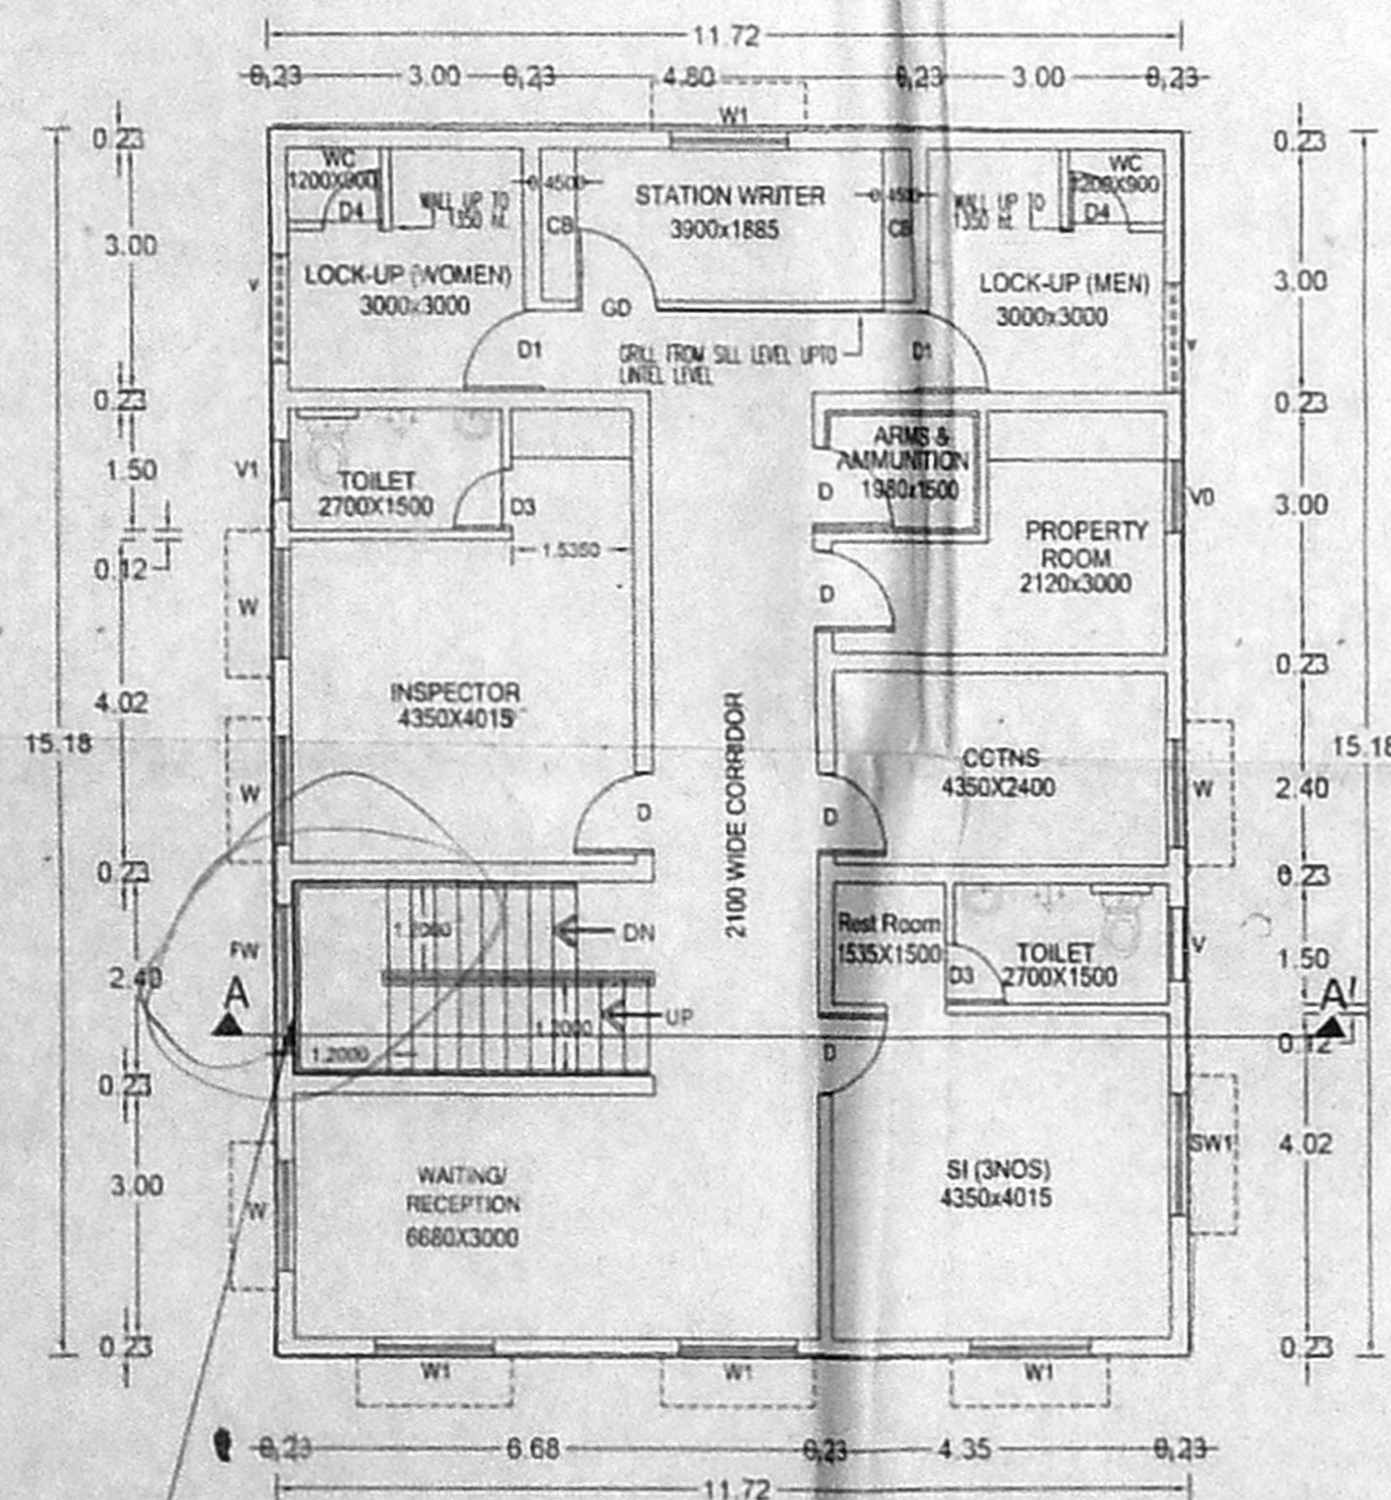 11.72
0,23 3.00 0,23 4.80 0,23 3.00 0,23
W1
0.23
0.23
WC
1200X900
D4
WALL UP TO
1350 Ht.
0.4500
CB
STATION WRITER
3900x1885
0.4500
CB
WALL UP TO
1350 Ht.
WC
1200X900
D4
3.00
V
LOCK-UP (WOMEN)
3000x3000
GD
LOCK-UP (MEN)
3000x3000
V
3.00
D1
GRILL FROM SILL LEVEL UPTO
LINTEL LEVEL
D1
0.23
0.23
1.50
V1
TOILET
2700X1500
D3
1.5350
D
ARMS &
AMMUNITION
1980x1500
V0
3.00
PROPERTY
ROOM
2120x3000
0.12
W
D
0.23
4.02
INSPECTOR
4350X4015
15.18
15.18
W
D
2100 WIDE CORRIDOR
D
CCTNS
4350X2400
W
2.40
0.23
0.23
FW
1.2000
DN
Rest Room
1535X1500
D3
TOILET
2700X1500
V
1.50
2.40
A
A'
1.2000
UP
1.2000
D
0.12
0.23
SW1
4.02
3.00
W
WAITING/
RECEPTION
6680X3000
SI (3NOS)
4350x4015
0.23
0.23
W1 W1 W1
0,23 6.68 0,23 4.35 0,23
11.72